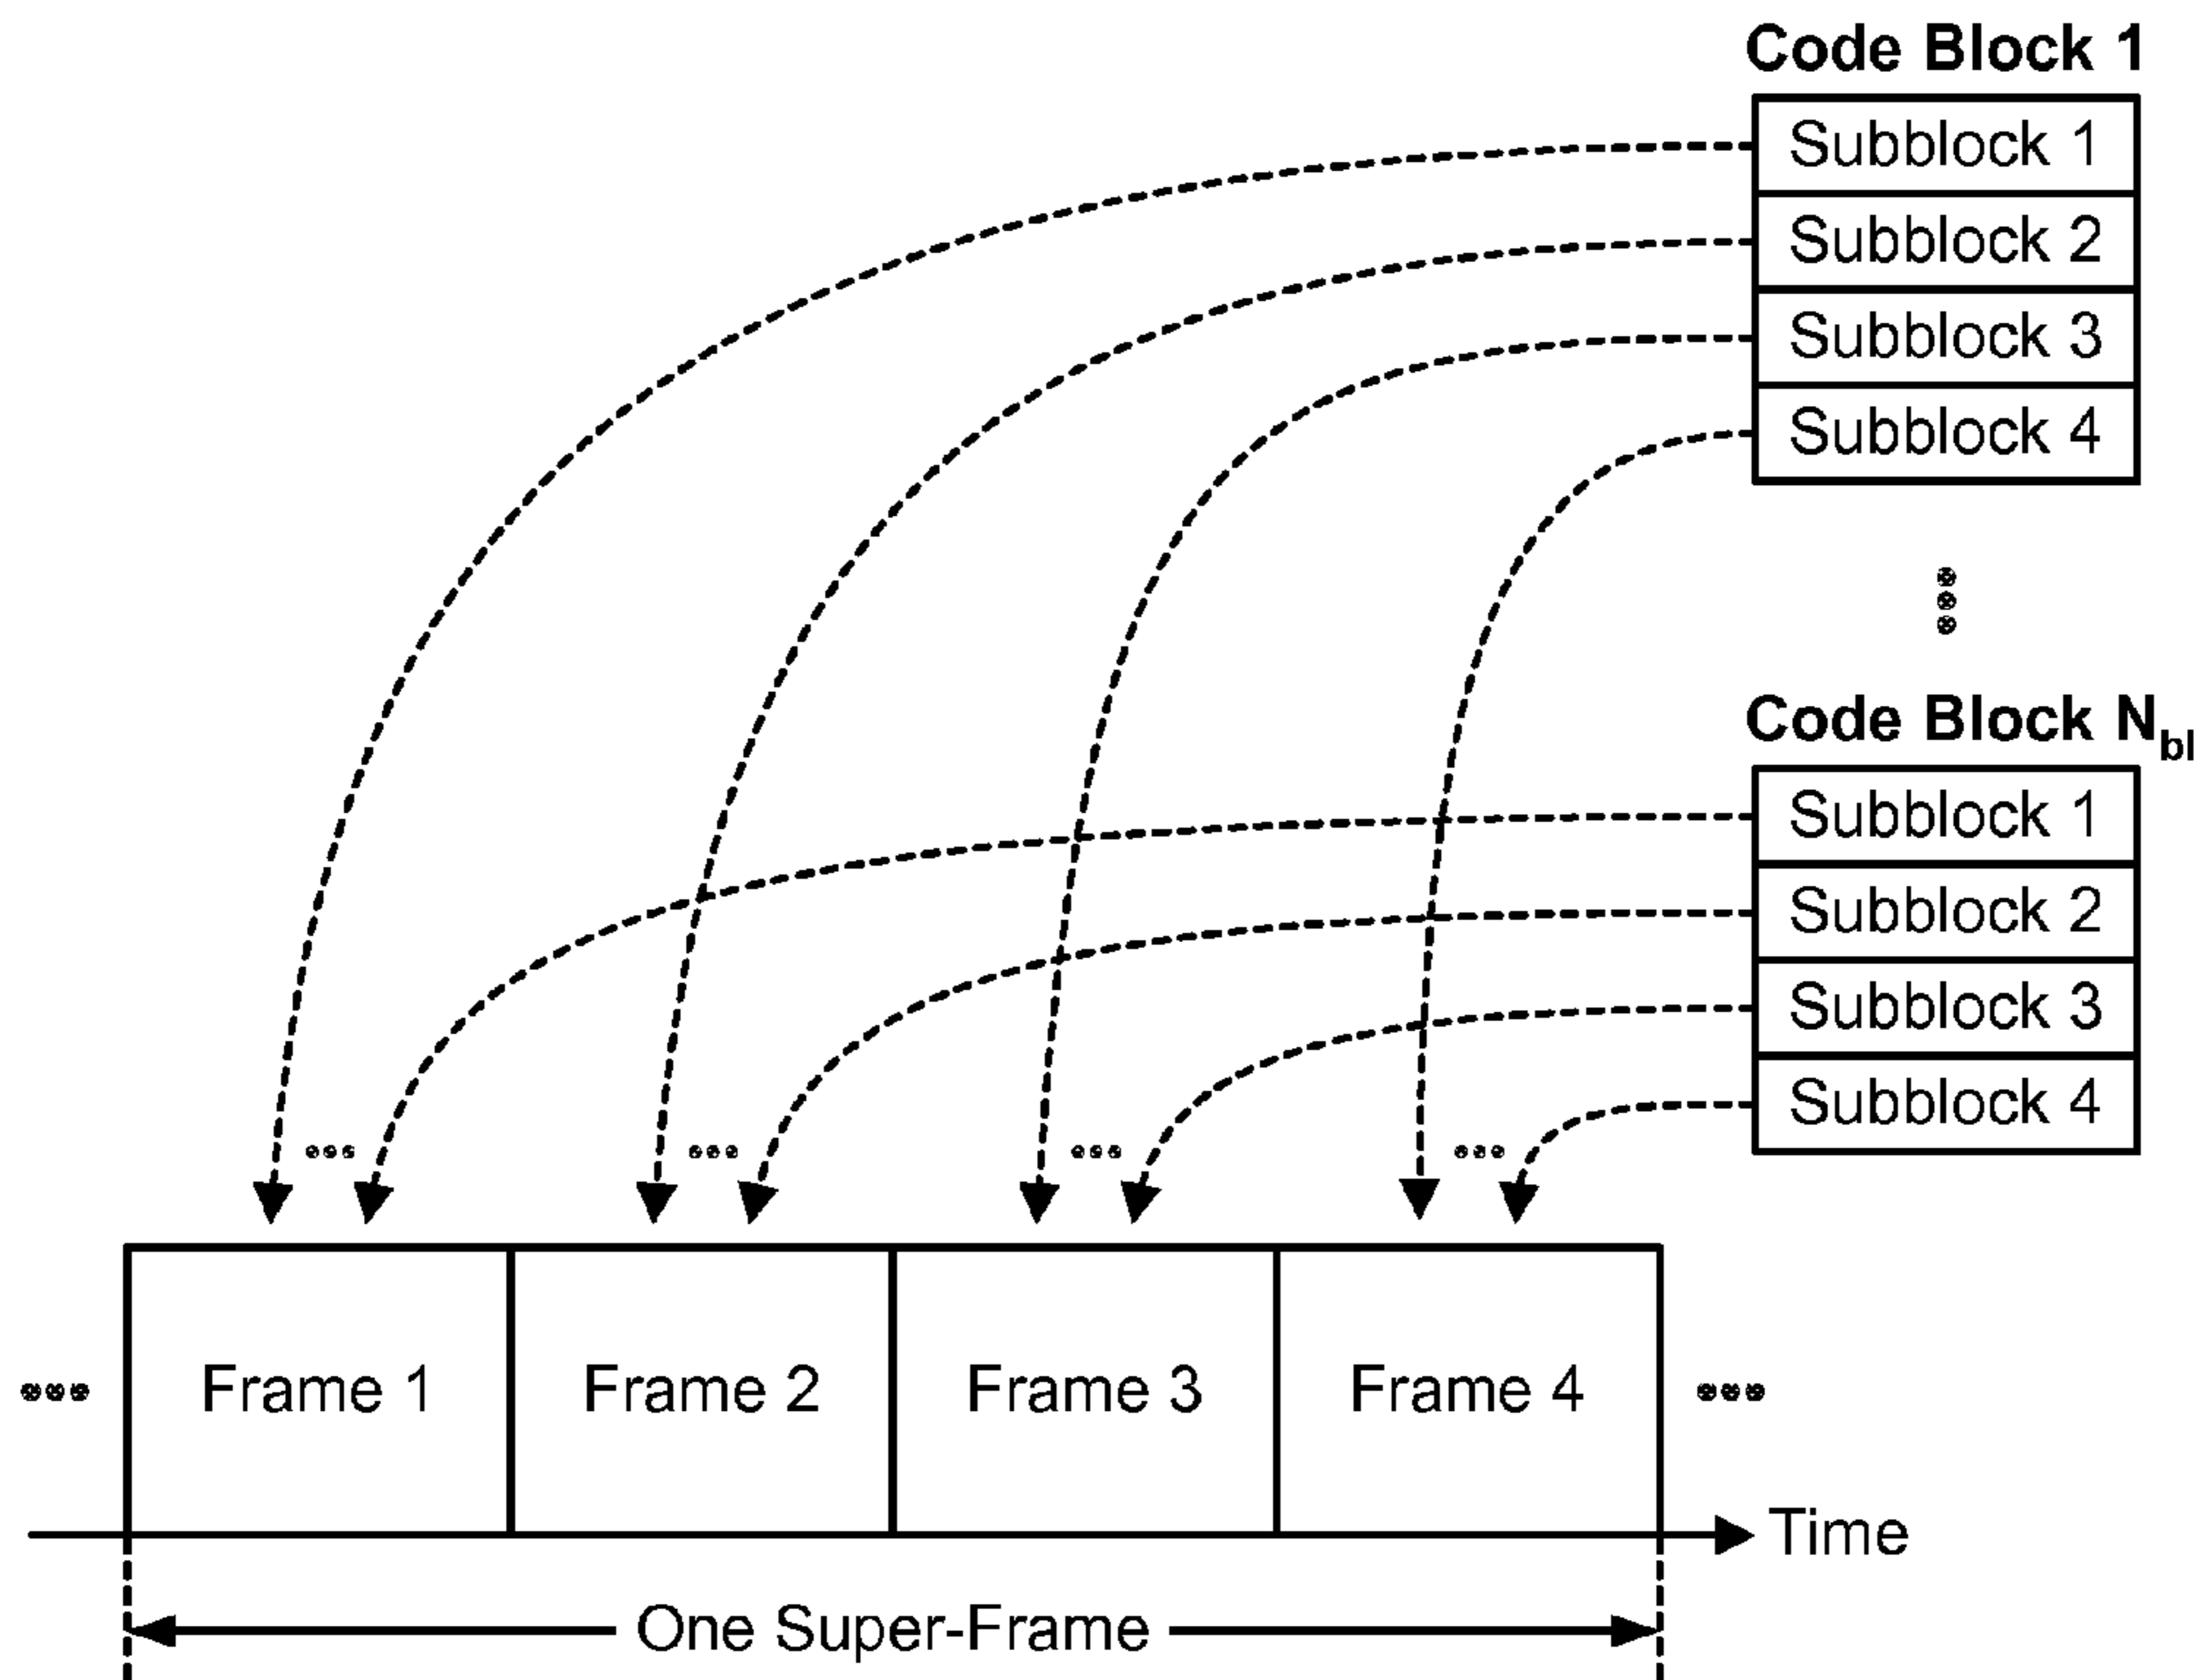 Code Block 1
Subblock 1
Subblock 2
Subblock 3
Subblock 4
Code Block N_bl
Subblock 1
Subblock 2
Subblock 3
Subblock 4
Frame 1
Frame 2
Frame 3
Frame 4
Time
One Super-Frame